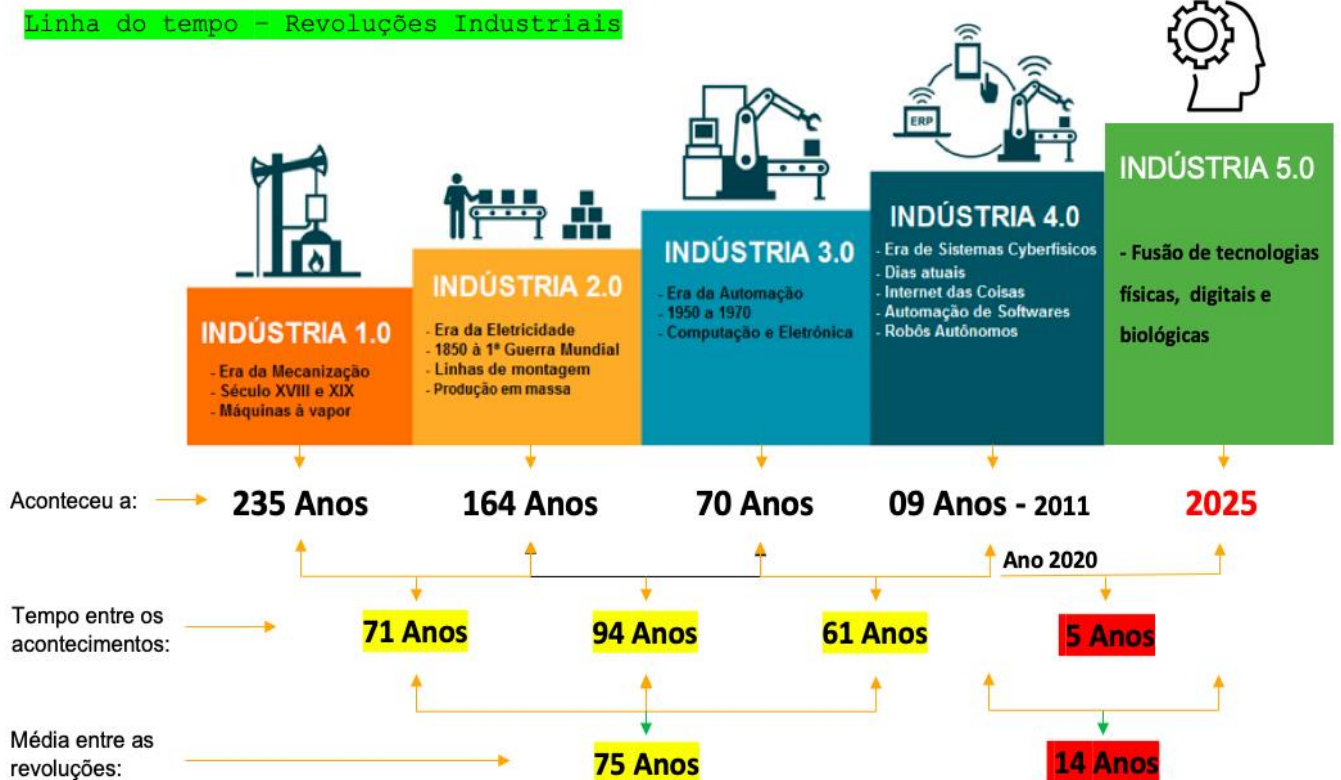 Linha do tempo – Revoluções Industriais
ERP
INDÚSTRIA 1.0
- Era da Mecanização
- Século XVIII e XIX
- Máquinas à vapor
INDÚSTRIA 2.0
- Era da Eletricidade
- 1850 à 1ª Guerra Mundial
- Linhas de montagem
- Produção em massa
INDÚSTRIA 3.0
- Era da Automação
- 1950 a 1970
- Computação e Eletrônica
INDÚSTRIA 4.0
- Era de Sistemas Cyberfisicos
- Dias atuais
- Internet das Coisas
- Automação de Softwares
- Robôs Autônomos
INDÚSTRIA 5.0
- Fusão de tecnologias
físicas, digitais e
biológicas
Aconteceu a: 235 Anos 164 Anos 70 Anos 09 Anos - 2011 2025
Ano 2020
Tempo entre os
acontecimentos:
71 Anos 94 Anos 61 Anos 5 Anos
Média entre as
revoluções:
75 Anos 14 Anos